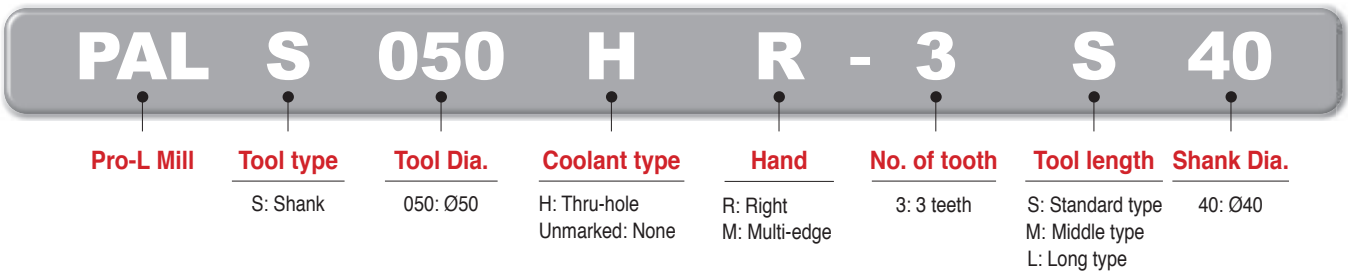 PAL S 050 H R - 3 S 40
Pro-L Mill Tool type Tool Dia. Coolant type Hand No. of tooth Tool length Shank Dia.
S: Shank 050: Ø50 H: Thru-hole R: Right 3: 3 teeth S: Standard type 40: Ø40
Unmarked: None M: Multi-edge M: Middle type
L: Long type